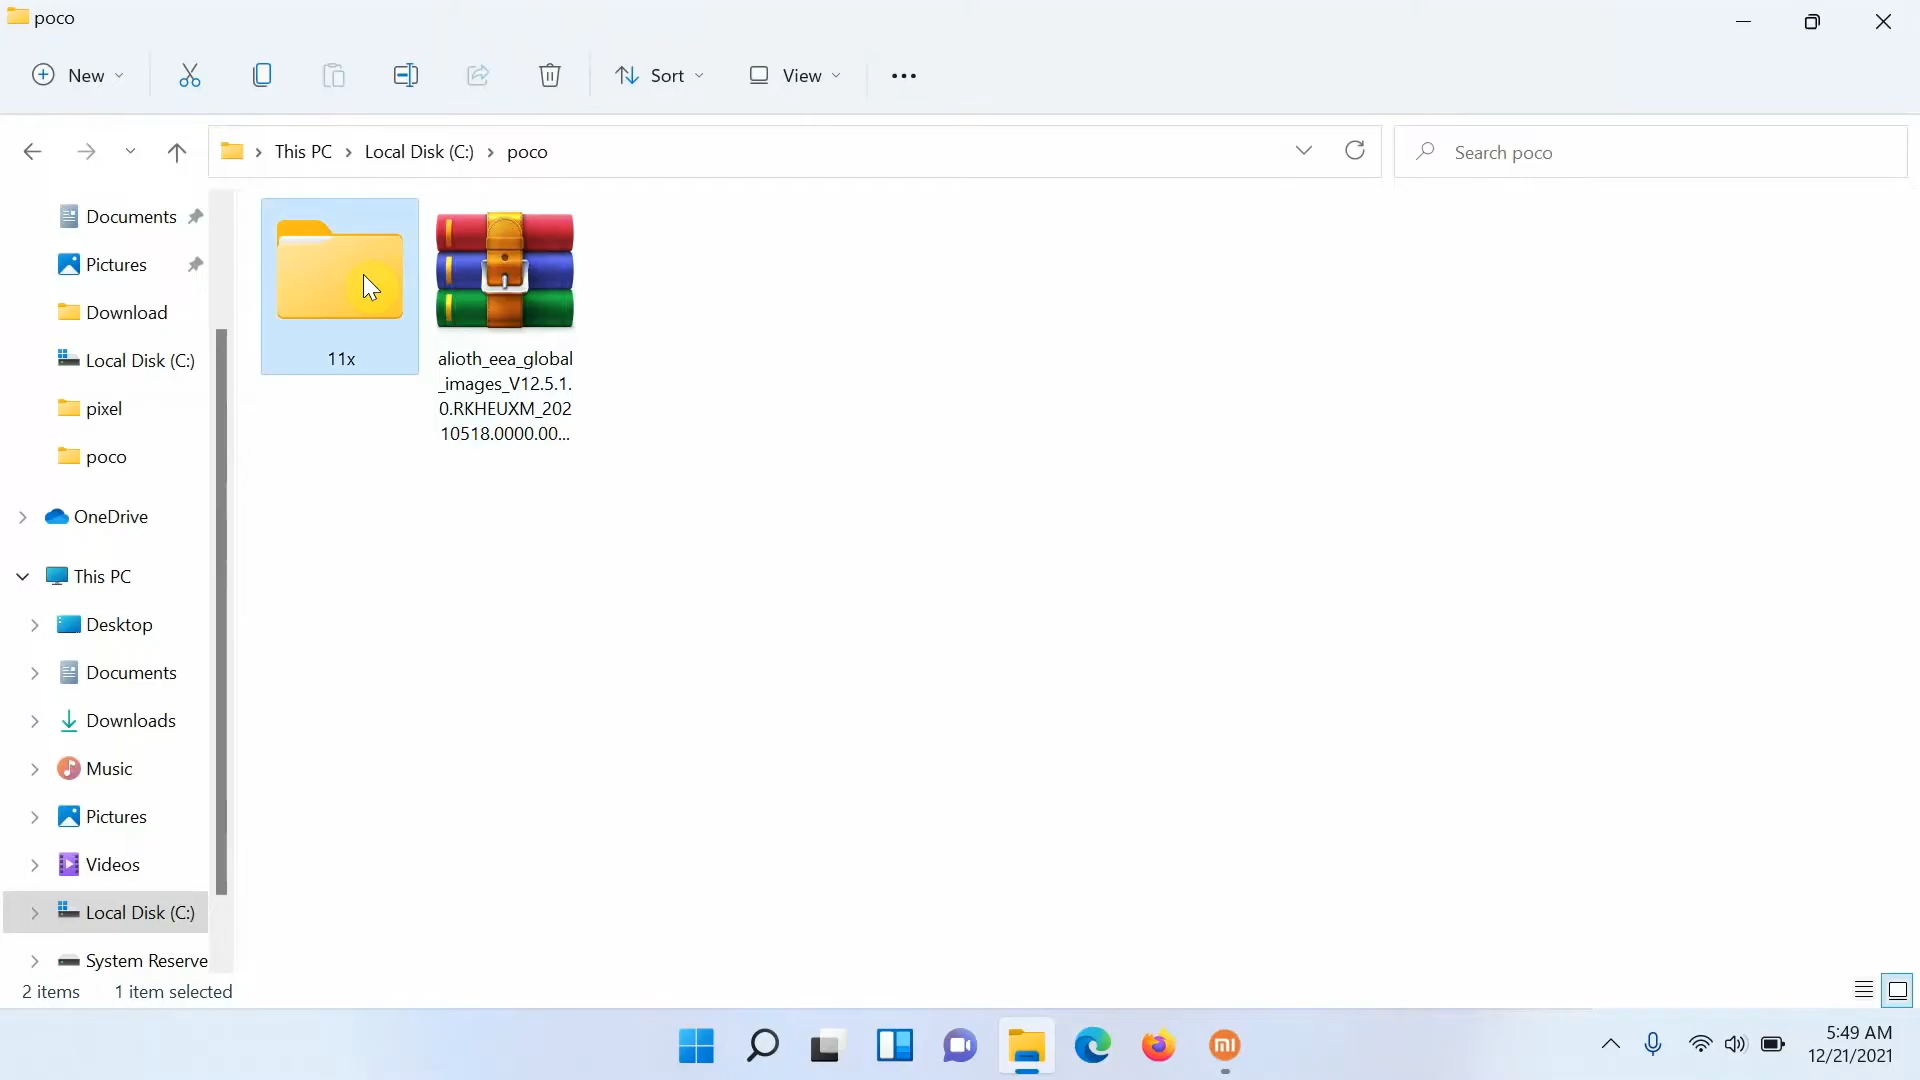 poco
New
Sort
View
This PC
Local Disk (C:)
poco
Search poco
Documents
Pictures
Download
Local Disk (C:)
pixel
poco
OneDrive
This PC
Desktop
Documents
Downloads
Music
Pictures
Videos
Local Disk (C:)
System Reserve
11x
alioth_eea_global
_images_V12.5.1.
0.RKHEUXM_202
10518.0000.00...
2 items
1 item selected
5:49 AM
12/21/2021